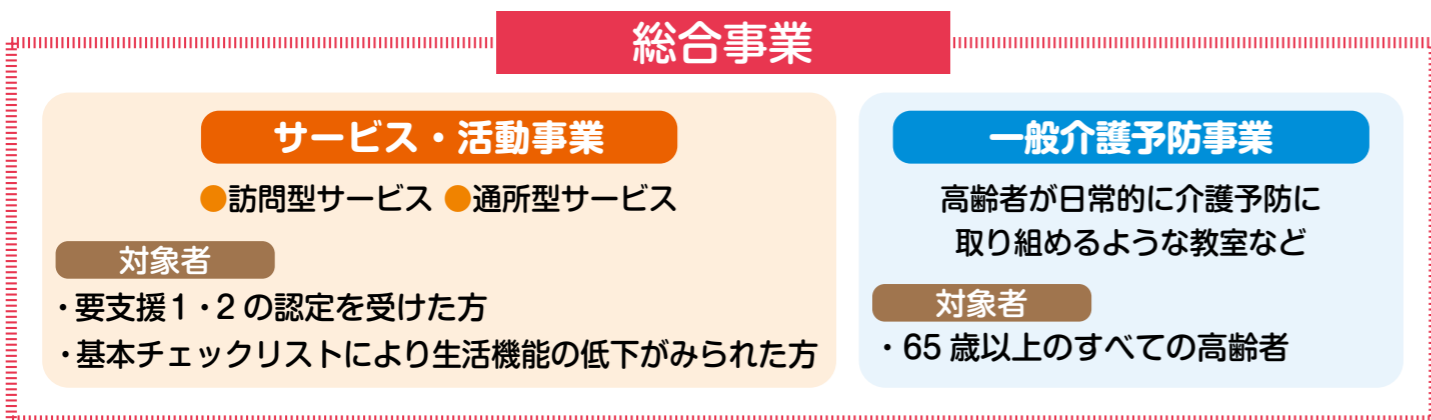 総合事業
サービス・活動事業
●訪問型サービス ●通所型サービス
対象者
・要支援1・2の認定を受けた方
・基本チェックリストにより生活機能の低下がみられた方
一般介護予防事業
高齢者が日常的に介護予防に
取り組めるような教室など
対象者
・65歳以上のすべての高齢者